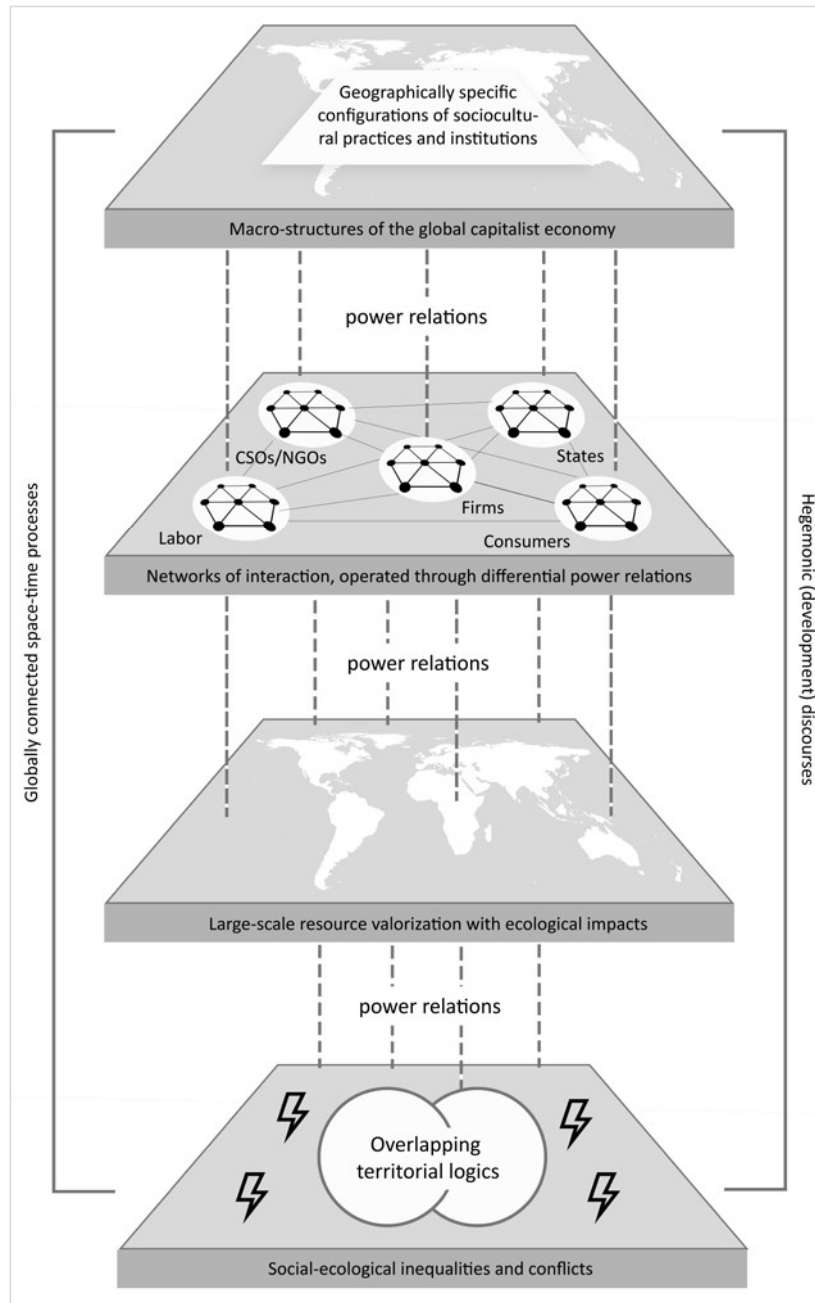 Geographically specific
configurations of sociocultu-
ral practices and institutions
Macro-structures of the global capitalist economy
power relations
CSOs/NGOs
States
Firms
Labor
Consumers
Networks of interaction, operated through differential power relations
power relations
Large-scale resource valorization with ecological impacts
power relations
Overlapping
territorial logics
Social-ecological inequalities and conflicts
Globally connected space-time processes
Hegemonic (development) discourses